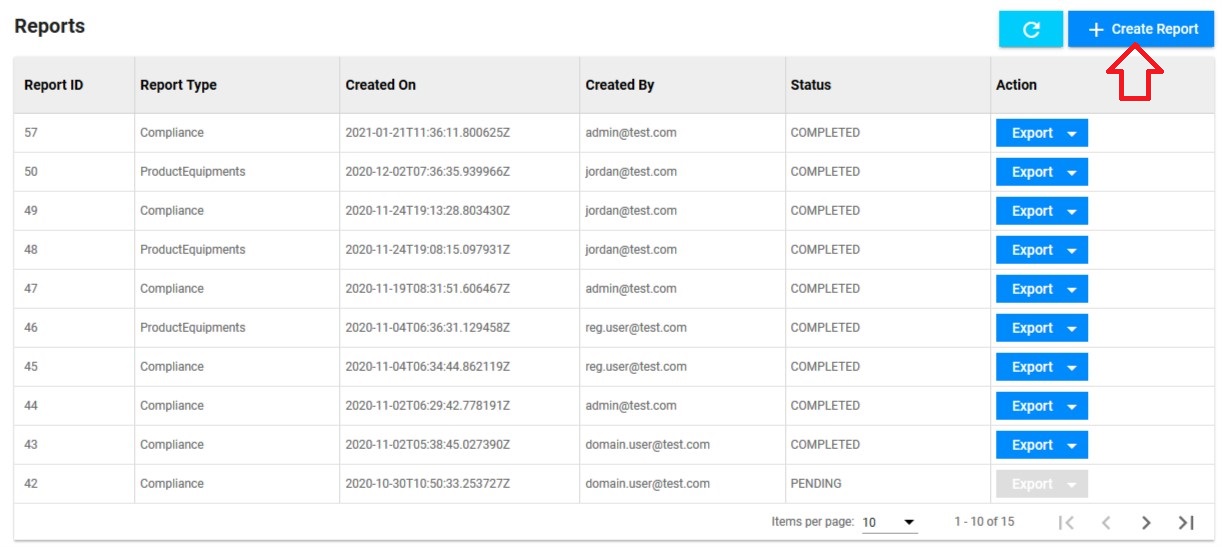 Reports
Create Report
Report ID Report Type Created On Created By Status Action
57 Compliance 2021-01-21T11:36:11.800625Z admin@test.com COMPLETED Export
50 ProductEquipments 2020-12-02T07:36:35.939966Z jordan@test.com COMPLETED Export
49 Compliance 2020-11-24T19:13:28.803430Z jordan@test.com COMPLETED Export
48 ProductEquipments 2020-11-24T19:08:15.097931Z jordan@test.com COMPLETED Export
47 Compliance 2020-11-19T08:31:51.606467Z admin@test.com COMPLETED Export
46 ProductEquipments 2020-11-04T06:36:31.129458Z reg.user@test.com COMPLETED Export
45 Compliance 2020-11-04T06:34:44.862119Z reg.user@test.com COMPLETED Export
44 Compliance 2020-11-02T06:29:42.778191Z admin@test.com COMPLETED Export
43 Compliance 2020-11-02T05:38:45.027390Z domain.user@test.com COMPLETED Export
42 Compliance 2020-10-30T10:50:33.253727Z domain.user@test.com PENDING Export
Items per page: 10 1 - 10 of 15